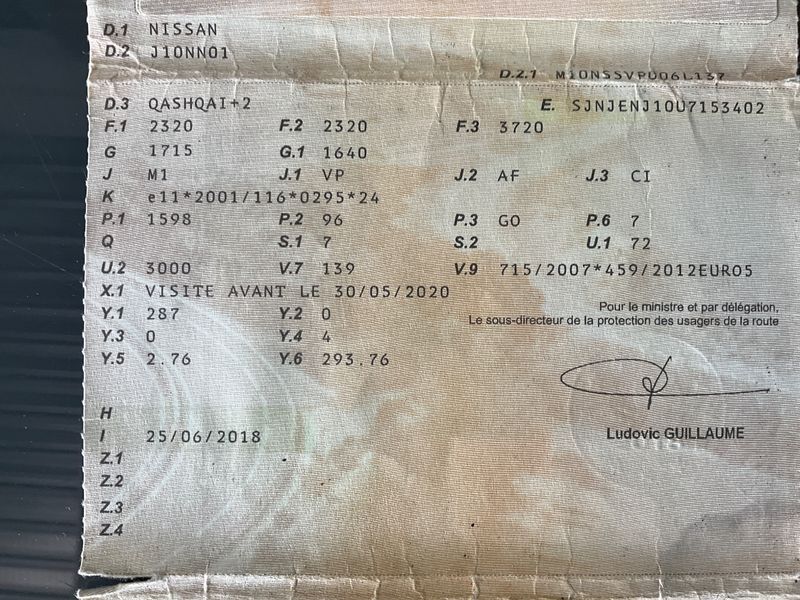 D.1 NISSAN
D.2 J10NN01
D.2.1 M10NSSVP006L137
D.3 QASHQAI+2 E. SJNJENJ10U7153402
F.1 2320 F.2 2320 F.3 3720
G 1715 G.1 1640
J M1 J.1 VP J.2 AF J.3 CI
K e11*2001/116*0295*24
P.1 1598 P.2 96 P.3 GO P.6 7
Q S.1 7 S.2 U.1 72
U.2 3000 V.7 139 V.9 715/2007*459/2012EURO5
X.1 VISITE AVANT LE 30/05/2020
Y.1 287 Y.2 0
Pour le ministre et par délégation,
Le sous-directeur de la protection des usagers de la route
Y.3 0 Y.4 4
Y.5 2.76 Y.6 293.76
H
I 25/06/2018
Ludovic GUILLAUME
Z.1
Z.2
Z.3
Z.4